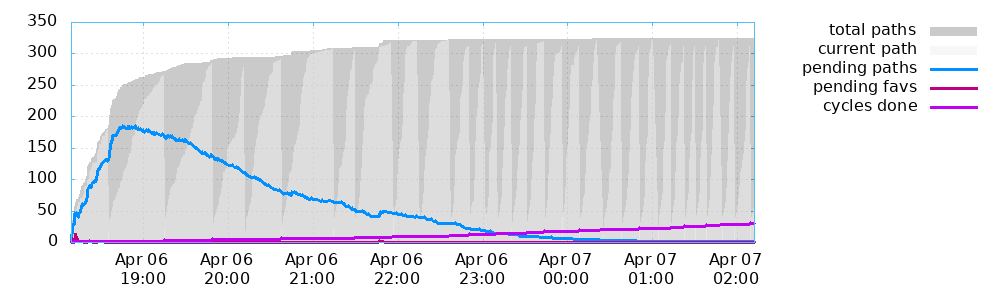 350
300
250
200
150
100
50
0
Apr 06 19:00
Apr 06 20:00
Apr 06 21:00
Apr 06 22:00
Apr 06 23:00
Apr 07 00:00
Apr 07 01:00
Apr 07 02:00
total paths
current path
pending paths
pending favs
cycles done